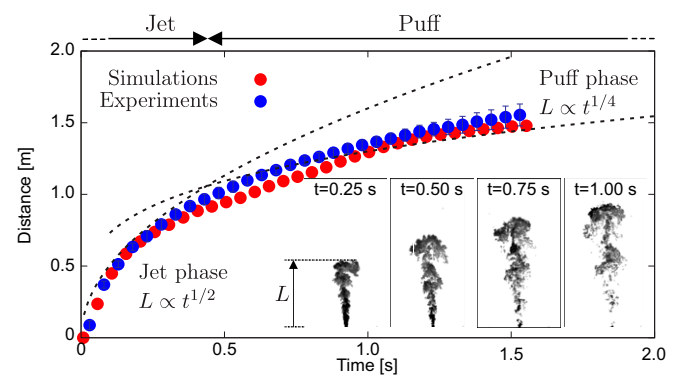 Jet Puff
2.0
Simulations
Experiments
Puff phase
L ∝ t^{1/4}
1.5
Distance [m]
1.0
t=0.25 s t=0.50 s t=0.75 s t=1.00 s
0.5
Jet phase
L ∝ t^{1/2}
L
0
0 0.5 1.0 1.5 2.0
Time [s]